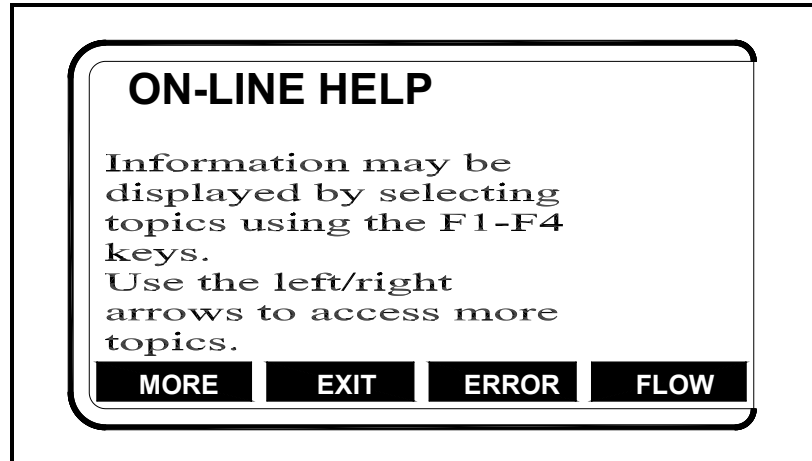 ON-LINE HELP
Information may be
displayed by selecting
topics using the F1-F4
keys.
Use the left/right
arrows to access more
topics.
MORE EXIT ERROR FLOW